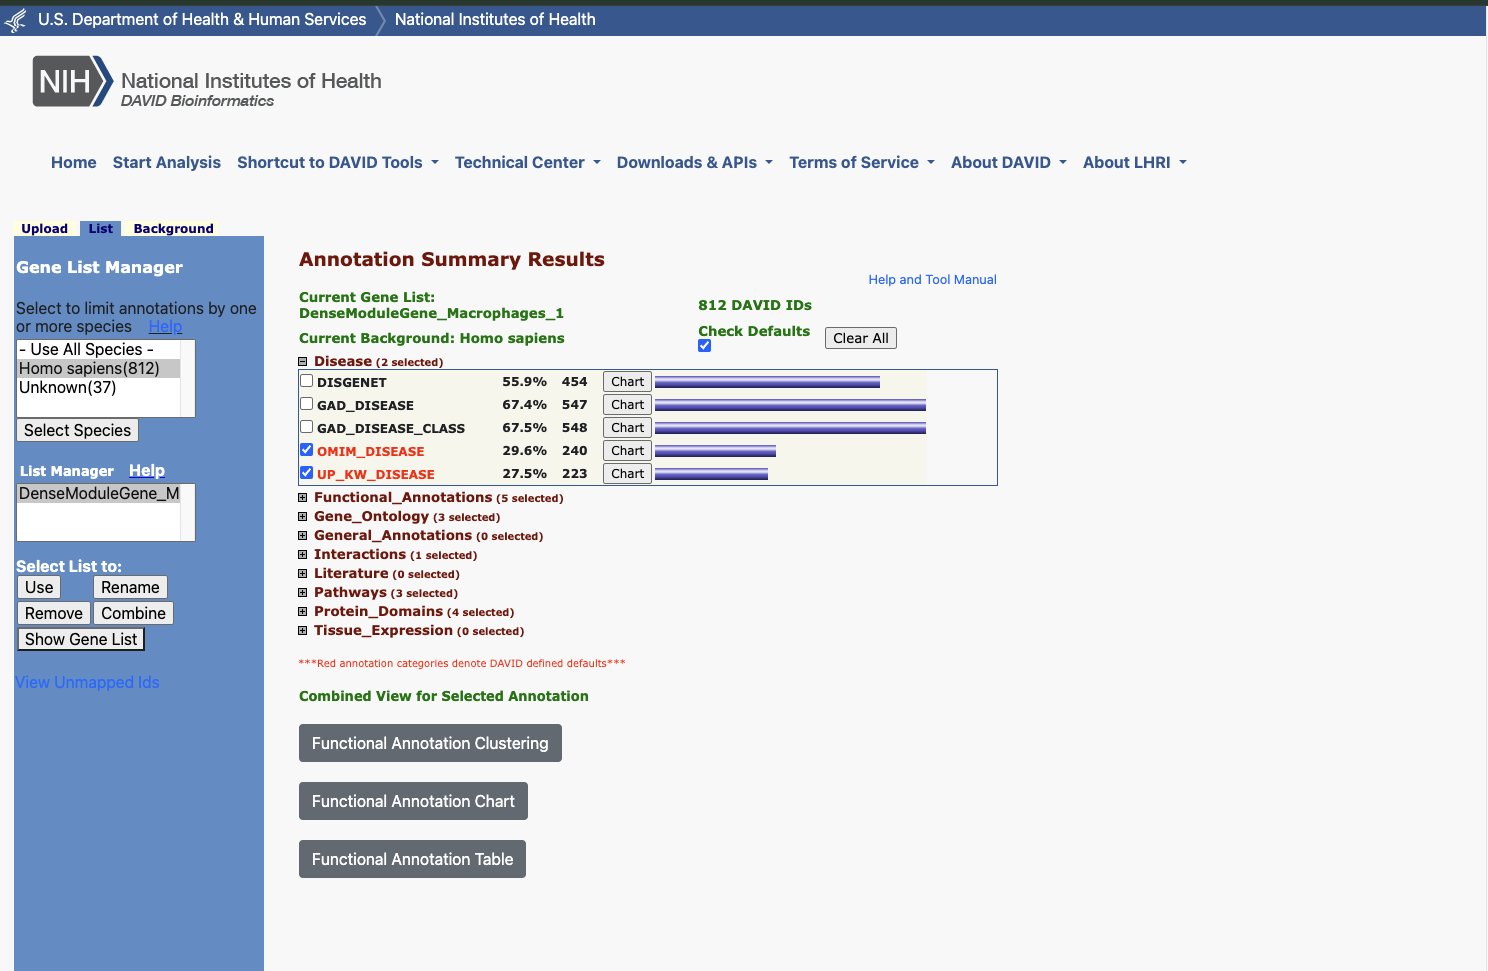 U.S. Department of Health & Human Services National Institutes of Health
NIH National Institutes of Health
DAVID Bioinformatics
Home Start Analysis Shortcut to DAVID Tools Technical Center Downloads & APIs Terms of Service About DAVID About LHRI
Upload List Background
Gene List Manager
Select to limit annotations by one
or more species Help
- Use All Species -
Homo sapiens(812)
Unknown(37)
Select Species
List Manager Help
DenseModuleGene_M
Select List to:
Use Rename
Remove Combine
Show Gene List
View Unmapped Ids
Annotation Summary Results
Help and Tool Manual
Current Gene List:
DenseModuleGene_Macrophages_1
812 DAVID IDs
Current Background: Homo sapiens
Check Defaults
Clear All
Disease (2 selected)
DISGENET 55.9% 454 Chart
GAD_DISEASE 67.4% 547 Chart
GAD_DISEASE_CLASS 67.5% 548 Chart
OMIM_DISEASE 29.6% 240 Chart
UP_KW_DISEASE 27.5% 223 Chart
Functional_Annotations (5 selected)
Gene_Ontology (3 selected)
General_Annotations (0 selected)
Interactions (1 selected)
Literature (0 selected)
Pathways (3 selected)
Protein_Domains (4 selected)
Tissue_Expression (0 selected)
***Red annotation categories denote DAVID defined defaults***
Combined View for Selected Annotation
Functional Annotation Clustering
Functional Annotation Chart
Functional Annotation Table